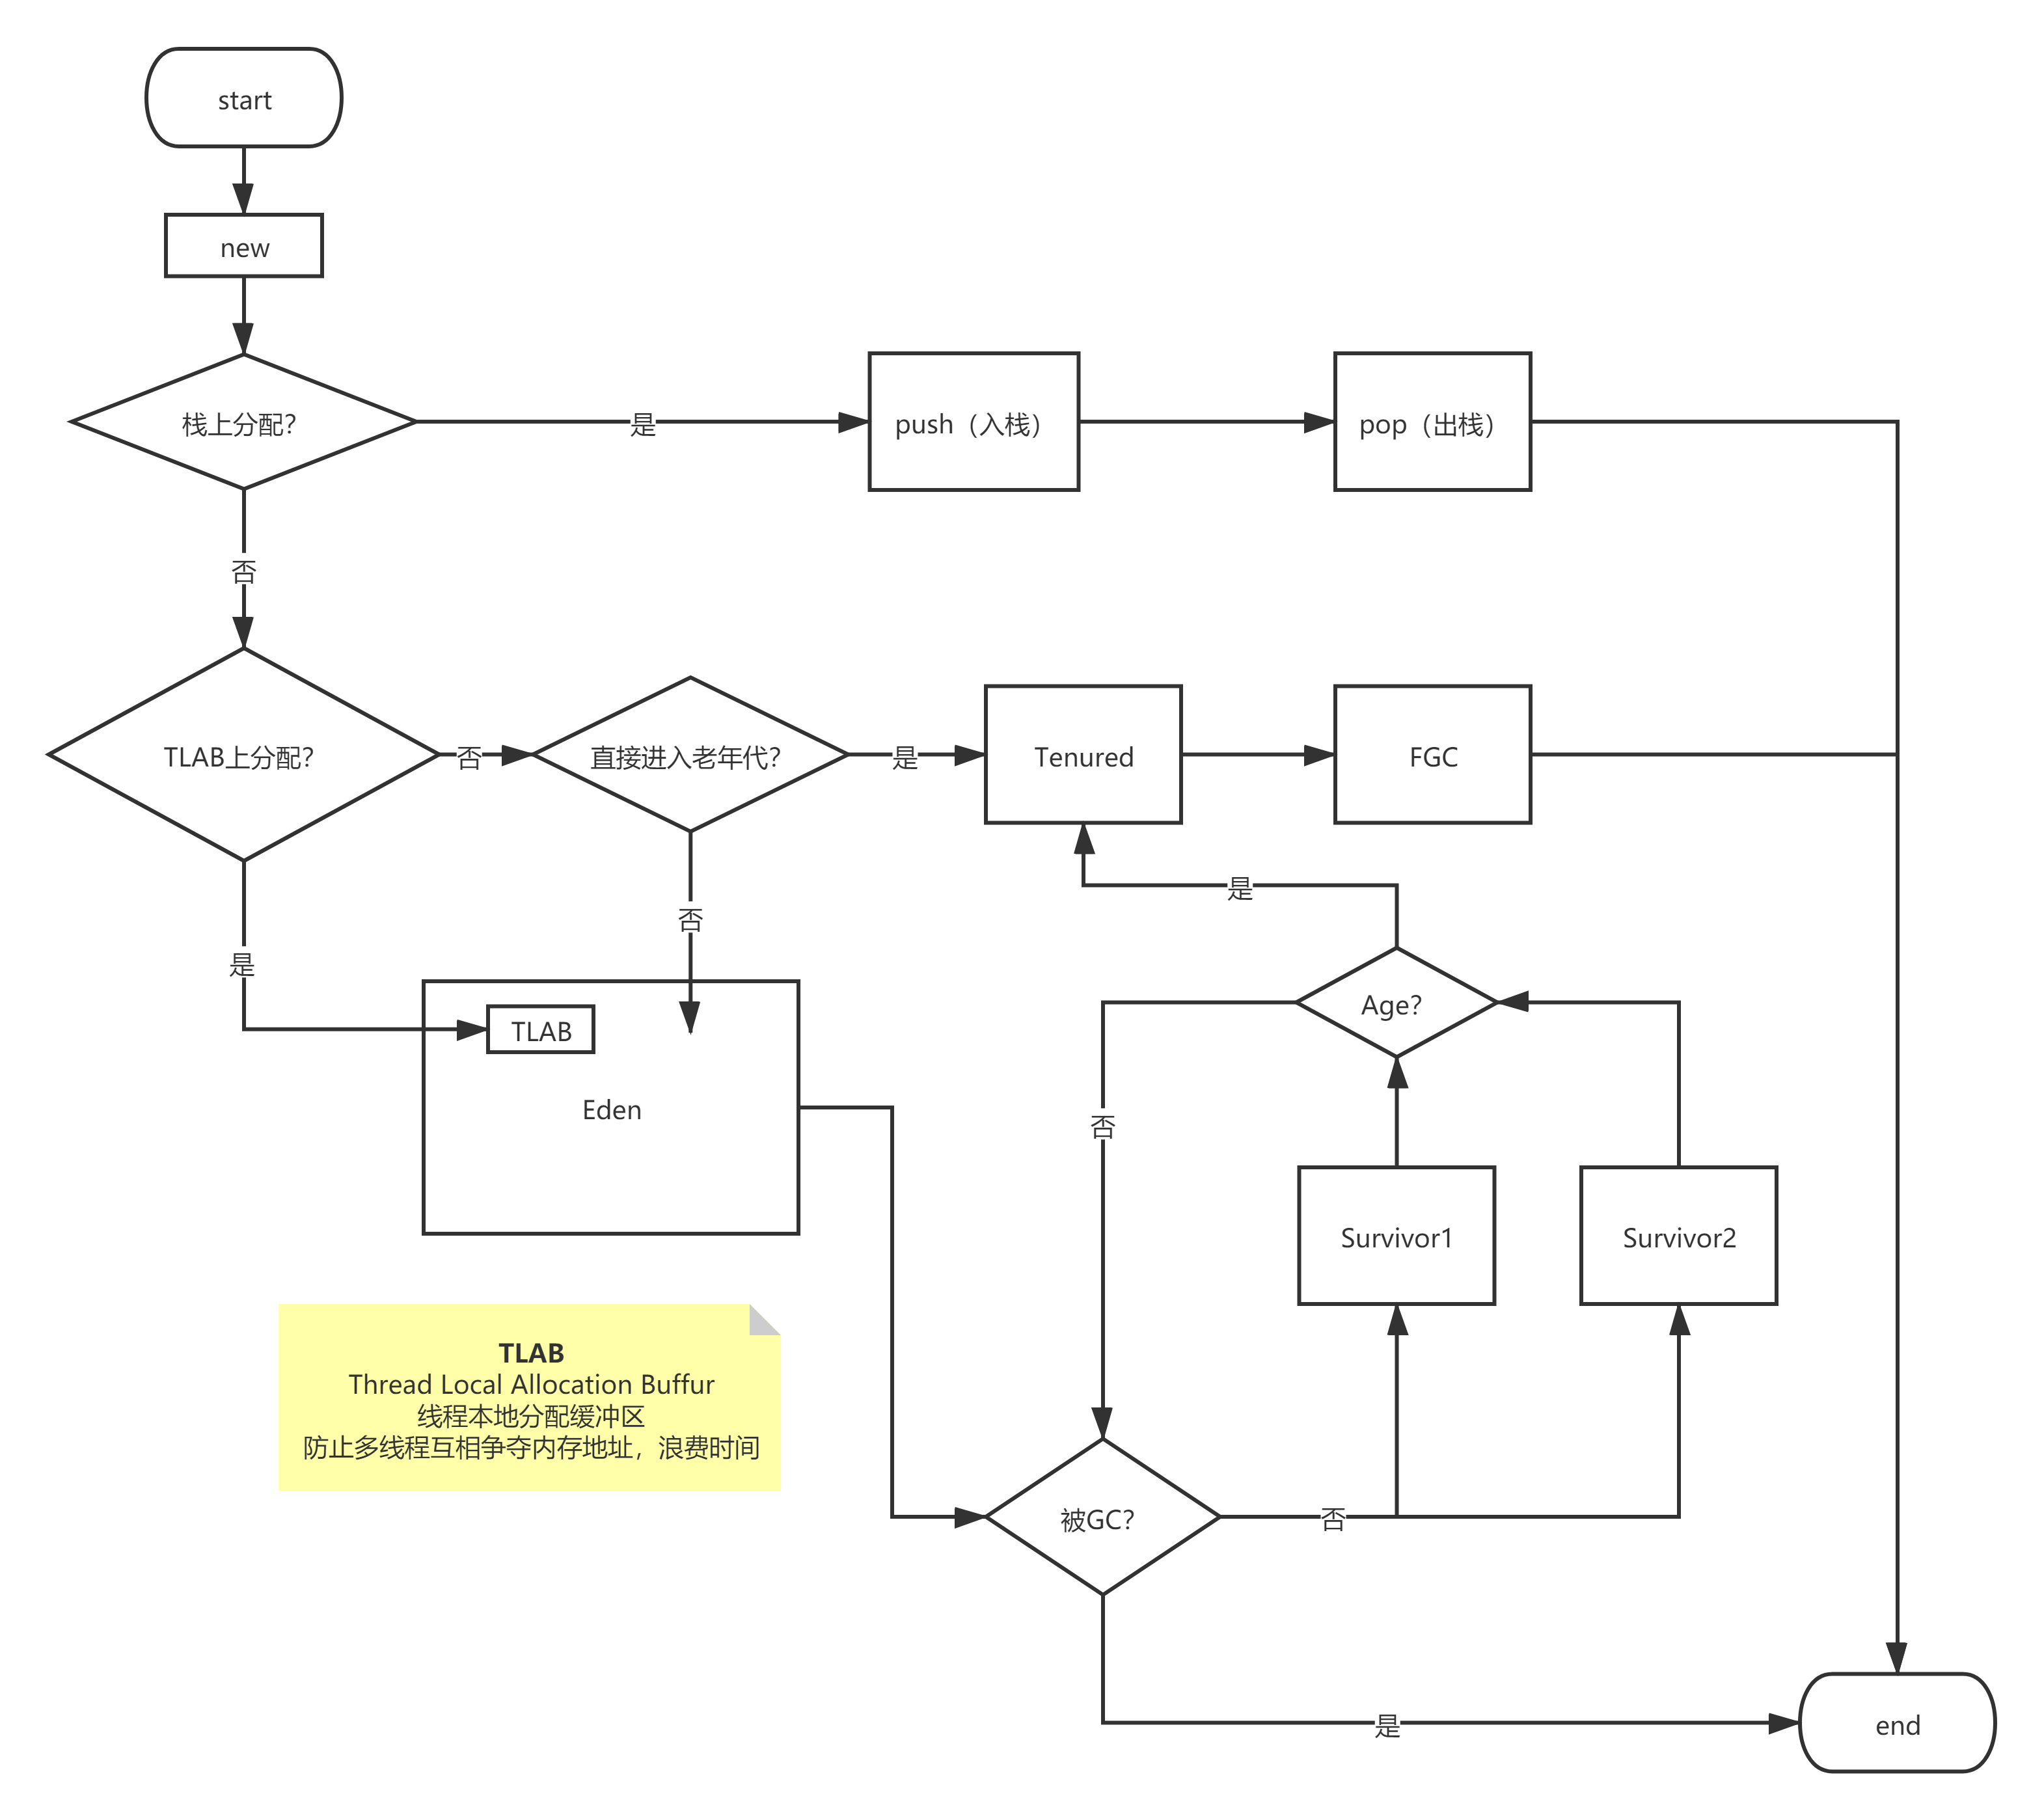 start
new
栈上分配？
是
push（入栈）
pop（出栈）
否
TLAB上分配？
否
直接进入老年代？
是
Tenured
FGC
是
否
是
Age？
TLAB
Eden
否
Survivor1
Survivor2
TLAB
Thread Local Allocation Buffur
线程本地分配缓冲区
防止多线程互相争夺内存地址，浪费时间
被GC？
否
是
end